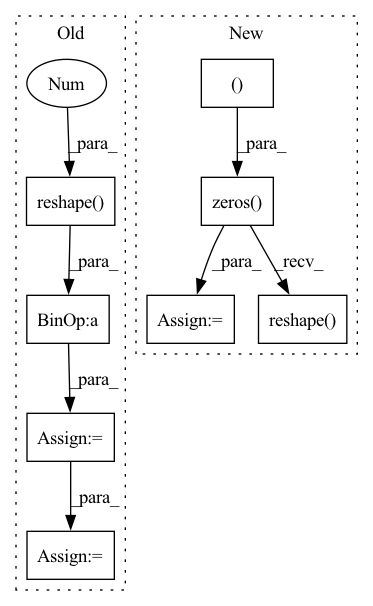 Old
New
Num
()
_para_
_para_
reshape()
zeros()
_para_
_para_
_recv_
BinOp:a
Assign:=
reshape()
_para_
Assign:=
_para_
Assign:=